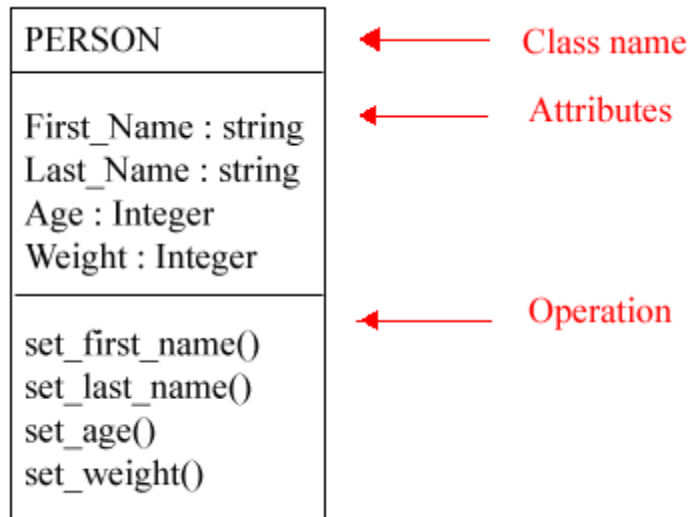 PERSON
Class name
First_Name : string
Attributes
Last_Name : string
Age : Integer
Weight : Integer
Operation
set_first_name()
set_last_name()
set_age()
set_weight()